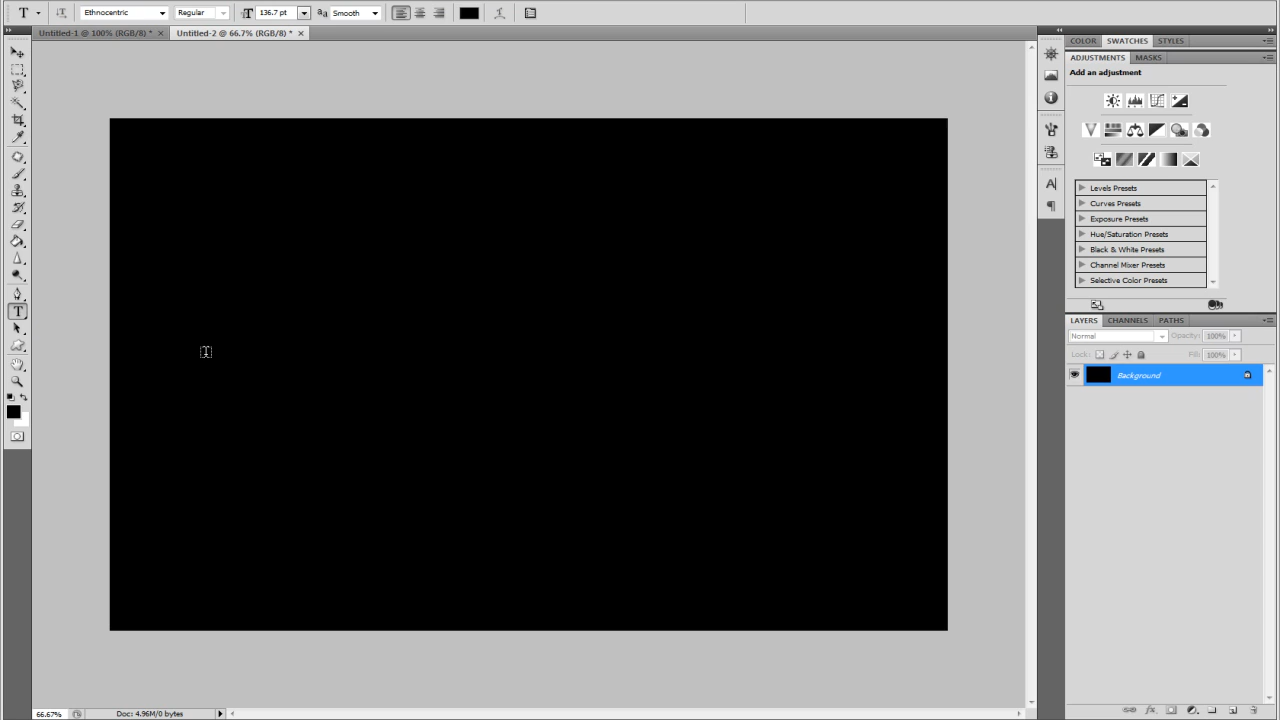 T Ethnocentric Regular 136.7 pt aa Smooth
Untitled-1 @ 100% (RGB/8) * Untitled-2 @ 66.7% (RGB/8) *
COLOR SWATCHES STYLES
ADJUSTMENTS MASKS
Add an adjustment
Levels Presets
Curves Presets
Exposure Presets
Hue/Saturation Presets
Black & White Presets
Channel Mixer Presets
Selective Color Presets
LAYERS CHANNELS PATHS
Normal Opacity: 100%
Lock: Fill: 100%
Background
66.67% Doc: 4.96M/0 bytes